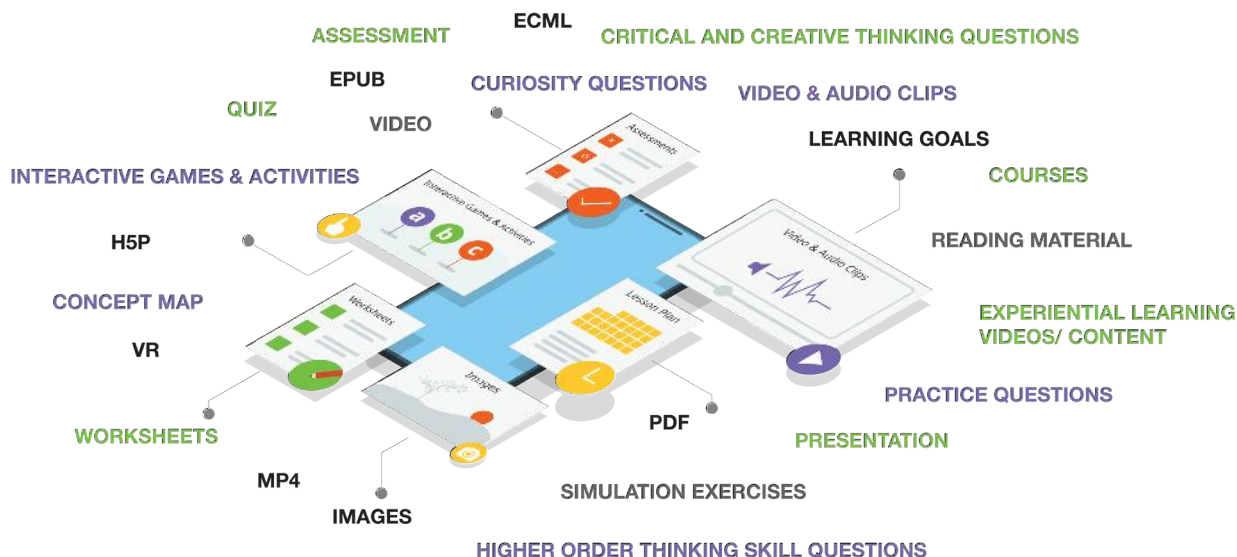 ECML
ASSESSMENT
CRITICAL AND CREATIVE THINKING QUESTIONS
EPUB
CURIOSITY QUESTIONS
VIDEO & AUDIO CLIPS
QUIZ
VIDEO
Assessments
LEARNING GOALS
INTERACTIVE GAMES & ACTIVITIES
COURSES
Interactive Games & Activities
a
b
c
H5P
READING MATERIAL
Video & Audio Clips
CONCEPT MAP
Worksheets
Lesson Plan
EXPERIENTIAL LEARNING
VIDEOS/ CONTENT
VR
Images
PRACTICE QUESTIONS
WORKSHEETS
PDF
PRESENTATION
MP4
SIMULATION EXERCISES
IMAGES
HIGHER ORDER THINKING SKILL QUESTIONS